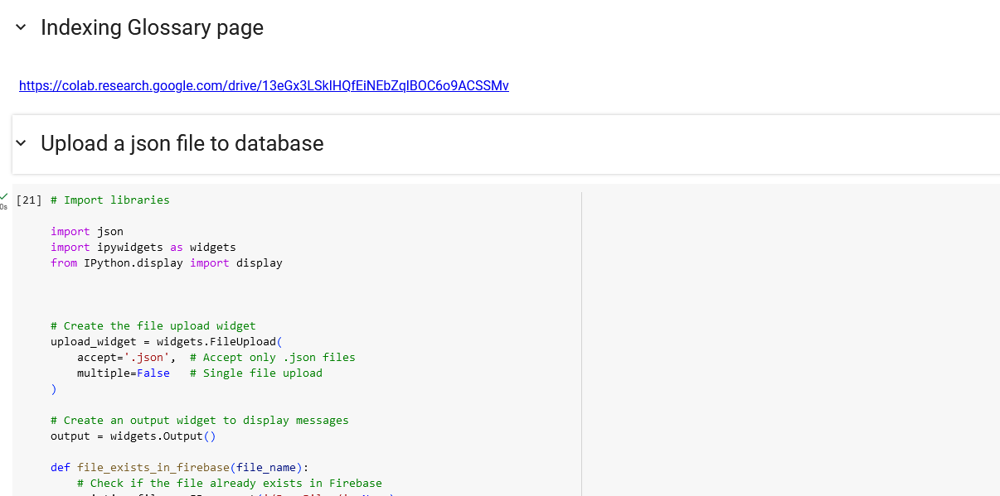 Indexing Glossary page
https://colab.research.google.com/drive/13eGx3LSklHQfEiNEbZqlBOC6o9ACSSMv
Upload a json file to database
0s
[21] # Import libraries
import json
import ipywidgets as widgets
from IPython.display import display
# Create the file upload widget
upload_widget = widgets.FileUpload(
accept='.json',  # Accept only .json files
multiple=False   # Single file upload
)
# Create an output widget to display messages
output = widgets.Output()
def file_exists_in_firebase(file_name):
# Check if the file already exists in Firebase